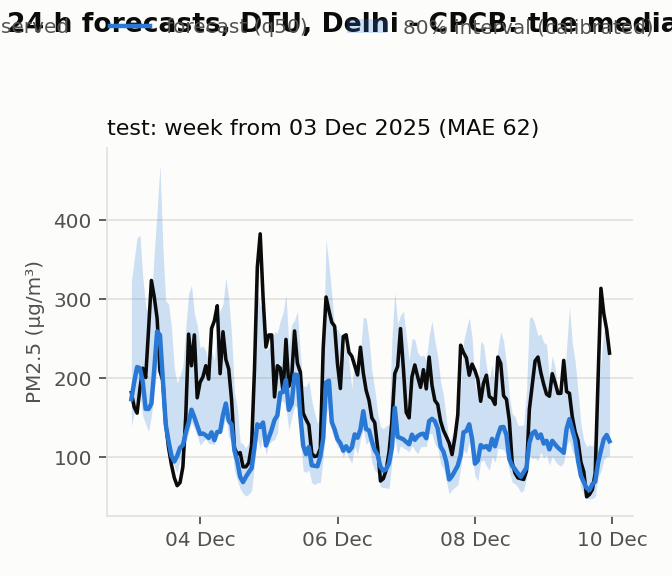 24 h forecasts, DTU, Delhi - CPCB: the media
served forecast (q50) 80% interval (calibrated)
test: week from 03 Dec 2025 (MAE 62)
PM2.5 (µg/m³)
400
300
200
100
04 Dec 06 Dec 08 Dec 10 Dec